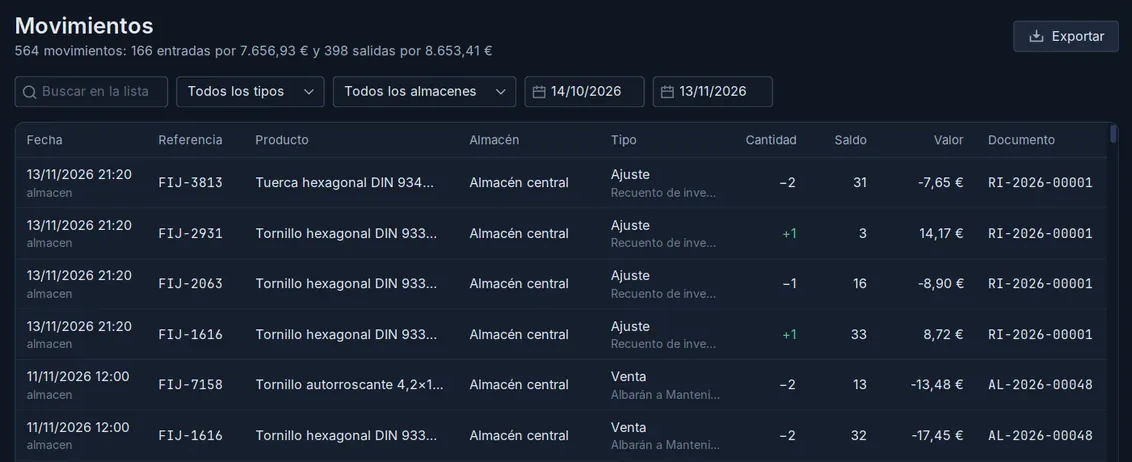 Movimientos
564 movimientos: 166 entradas por 7.656,93 € y 398 salidas por 8.653,41 €
Exportar
Buscar en la lista Todos los tipos Todos los almacenes 14/10/2026 13/11/2026
Fecha Referencia Producto Almacén Tipo Cantidad Saldo Valor Documento
13/11/2026 21:20 FIJ-3813 Tuerca hexagonal DIN 934... Almacén central Ajuste −2 31 -7,65 € RI-2026-00001
almacen Recuento de inve...
13/11/2026 21:20 FIJ-2931 Tornillo hexagonal DIN 933... Almacén central Ajuste +1 3 14,17 € RI-2026-00001
almacen Recuento de inve...
13/11/2026 21:20 FIJ-2063 Tornillo hexagonal DIN 933... Almacén central Ajuste −1 16 -8,90 € RI-2026-00001
almacen Recuento de inve...
13/11/2026 21:20 FIJ-1616 Tornillo hexagonal DIN 933... Almacén central Ajuste +1 33 8,72 € RI-2026-00001
almacen Recuento de inve...
11/11/2026 12:00 FIJ-7158 Tornillo autorroscante 4,2×1... Almacén central Venta −2 13 -13,48 € AL-2026-00048
almacen Albarán a Manteni...
11/11/2026 12:00 FIJ-1616 Tornillo hexagonal DIN 933... Almacén central Venta −2 32 -17,45 € AL-2026-00048
almacen Albarán a Manteni...